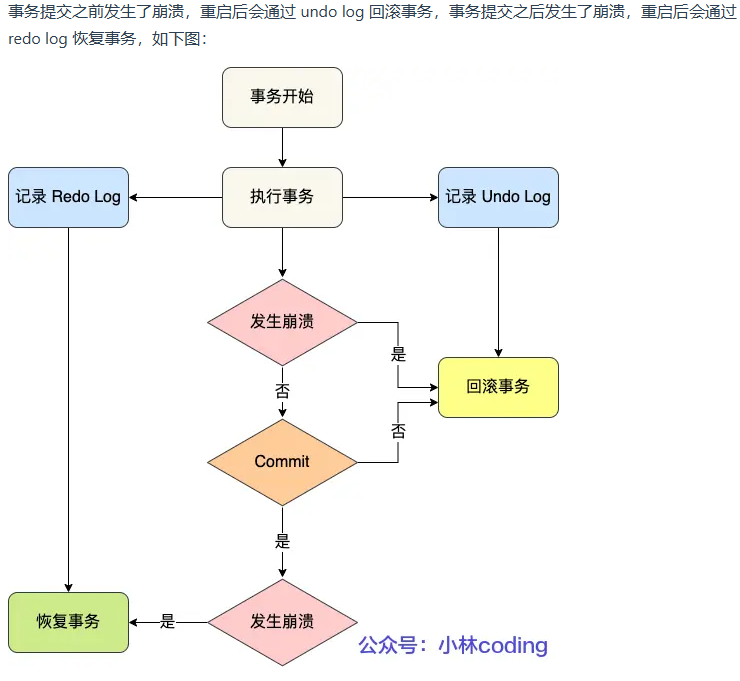 事务提交之前发生了崩溃，重启后会通过 undo log 回滚事务，事务提交之后发生了崩溃，重启后会通过
redo log 恢复事务，如下图：
事务开始
记录 Redo Log
执行事务
记录 Undo Log
发生崩溃
是
回滚事务
否
否
Commit
是
恢复事务
是
发生崩溃
公众号：小林coding